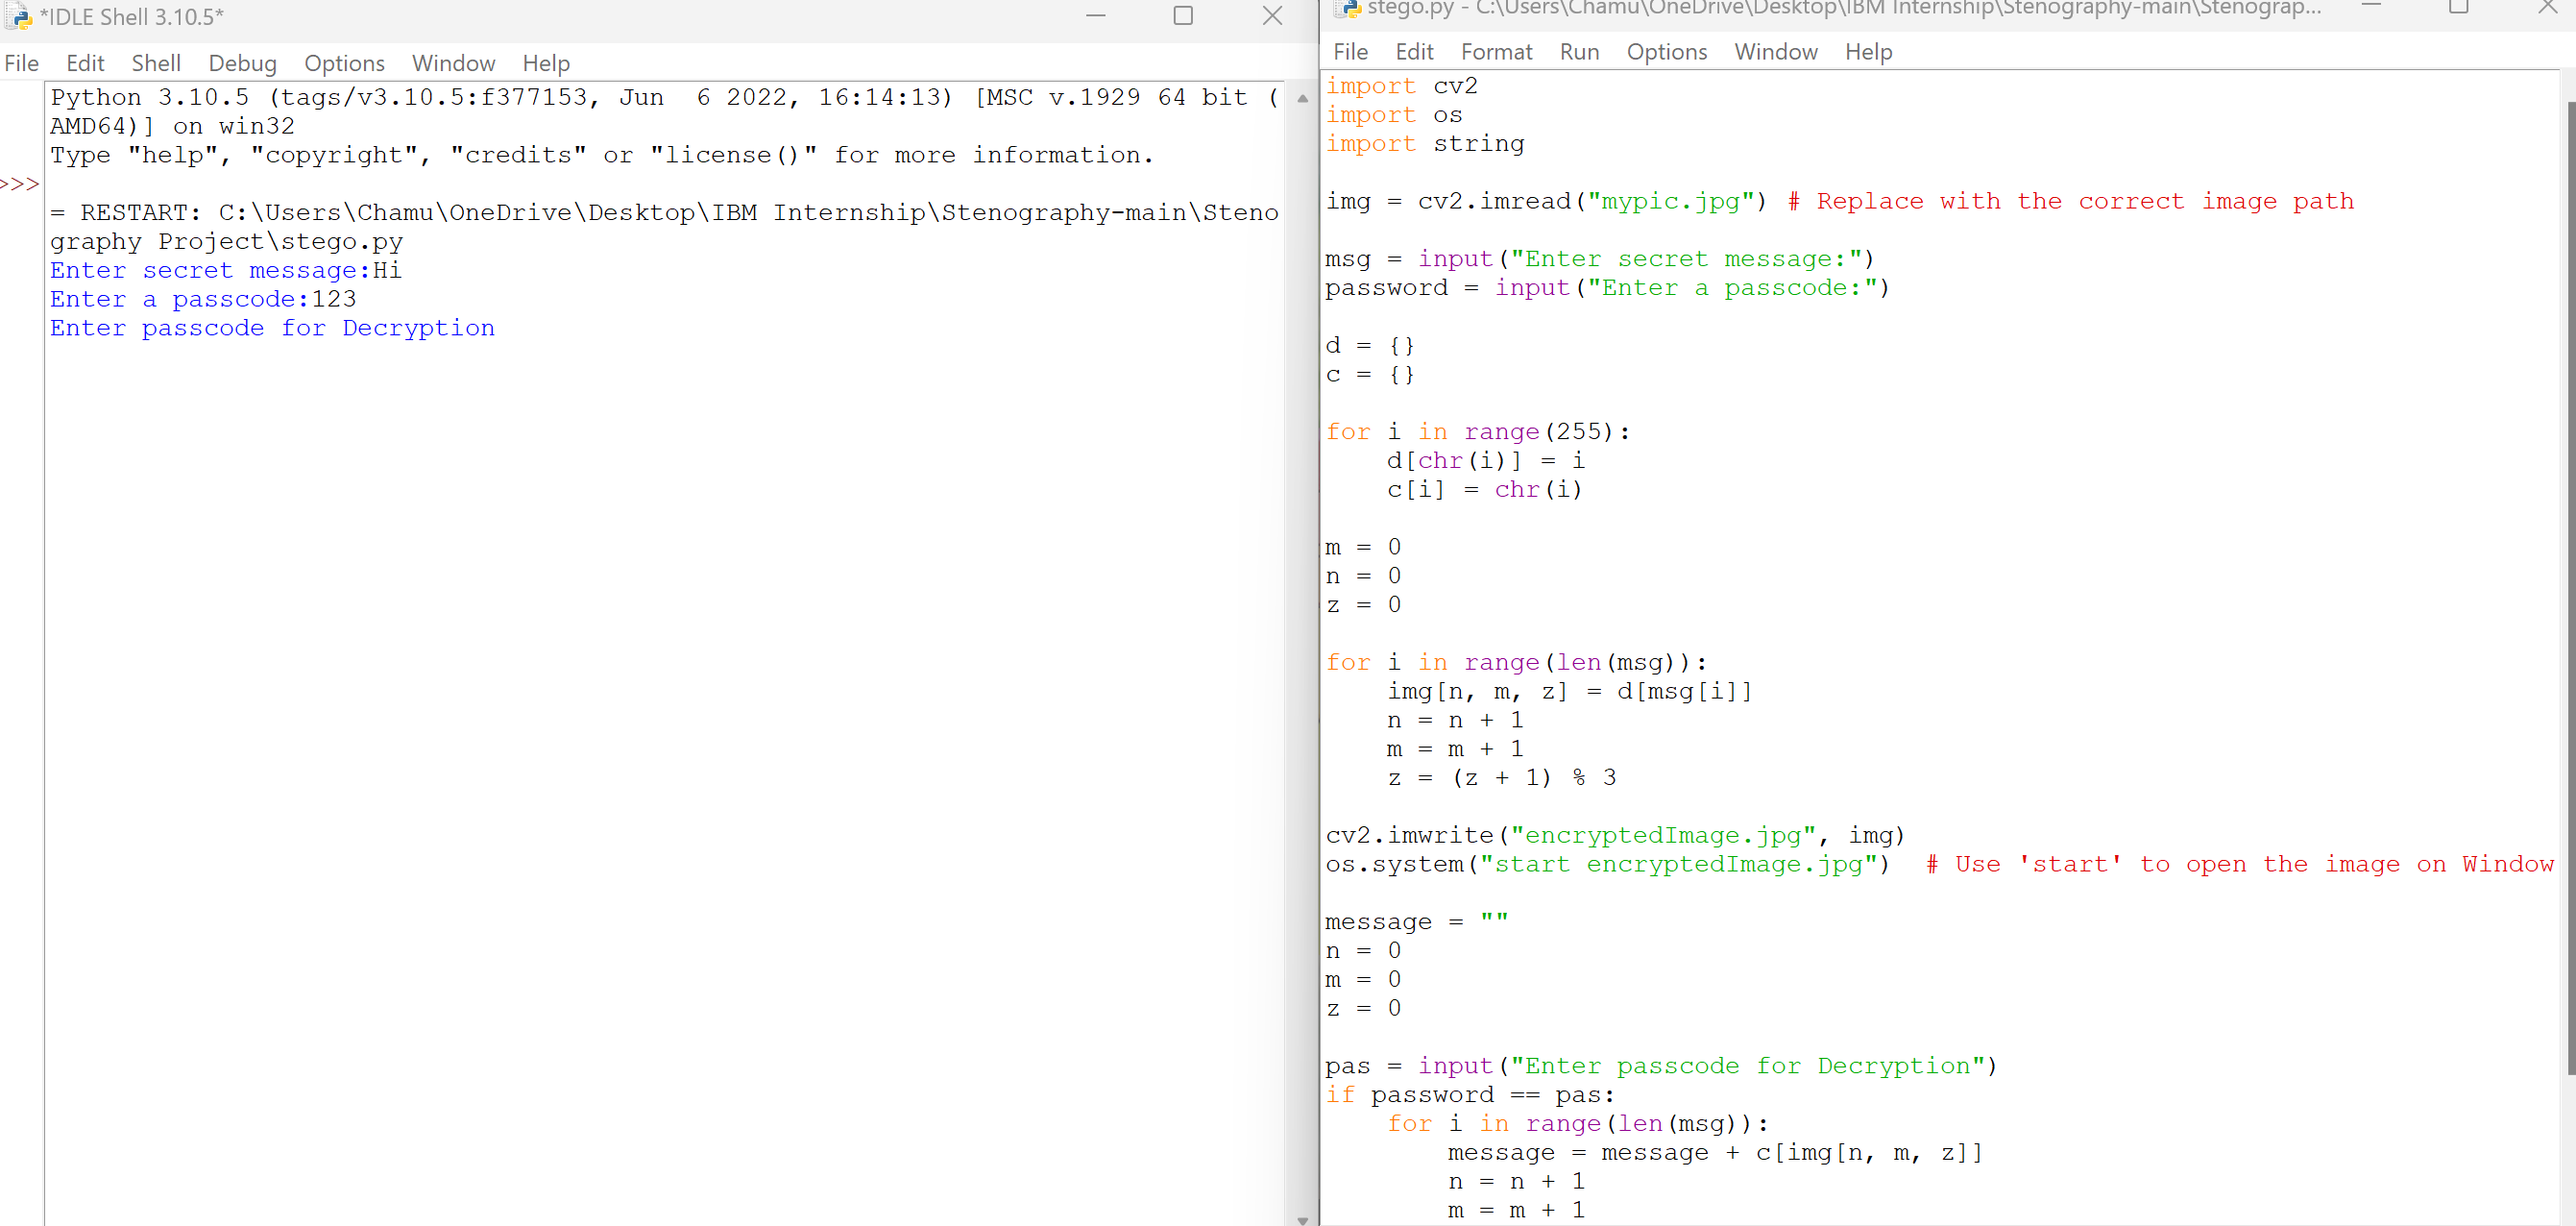 *IDLE Shell 3.10.5*
File Edit Shell Debug Options Window Help
Python 3.10.5 (tags/v3.10.5:f377153, Jun  6 2022, 16:14:13) [MSC v.1929 64 bit (
AMD64)] on win32
Type "help", "copyright", "credits" or "license()" for more information.
>>>
= RESTART: C:\Users\Chamu\OneDrive\Desktop\IBM Internship\Stenography-main\Steno
graphy Project\stego.py
Enter secret message:Hi
Enter a passcode:123
Enter passcode for Decryption
stego.py - C:\Users\Chamu\OneDrive\Desktop\IBM Internship\Stenography-main\Stenograp...
File Edit Format Run Options Window Help
import cv2
import os
import string
img = cv2.imread("mypic.jpg") # Replace with the correct image path
msg = input("Enter secret message:")
password = input("Enter a passcode:")
d = {}
c = {}
for i in range(255):
    d[chr(i)] = i
    c[i] = chr(i)
m = 0
n = 0
z = 0
for i in range(len(msg)):
    img[n, m, z] = d[msg[i]]
    n = n + 1
    m = m + 1
    z = (z + 1) % 3
cv2.imwrite("encryptedImage.jpg", img)
os.system("start encryptedImage.jpg")  # Use 'start' to open the image on Window
message = ""
n = 0
m = 0
z = 0
pas = input("Enter passcode for Decryption")
if password == pas:
    for i in range(len(msg)):
        message = message + c[img[n, m, z]]
        n = n + 1
        m = m + 1